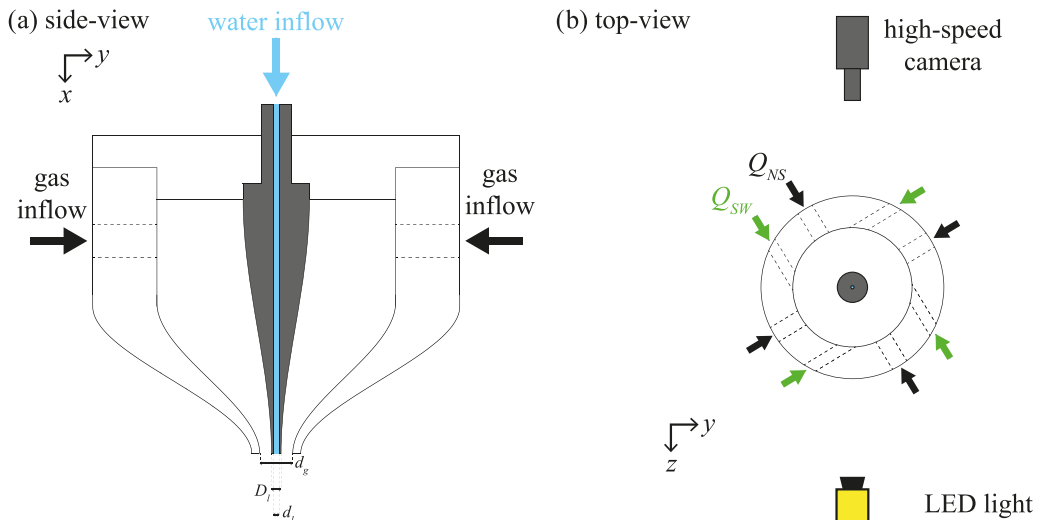 (a) side-view
y
x
water inflow
gas
inflow
gas
inflow
d_g
D_l
d_l
(b) top-view
high-speed
camera
Q_NS
Q_SW
y
z
LED light